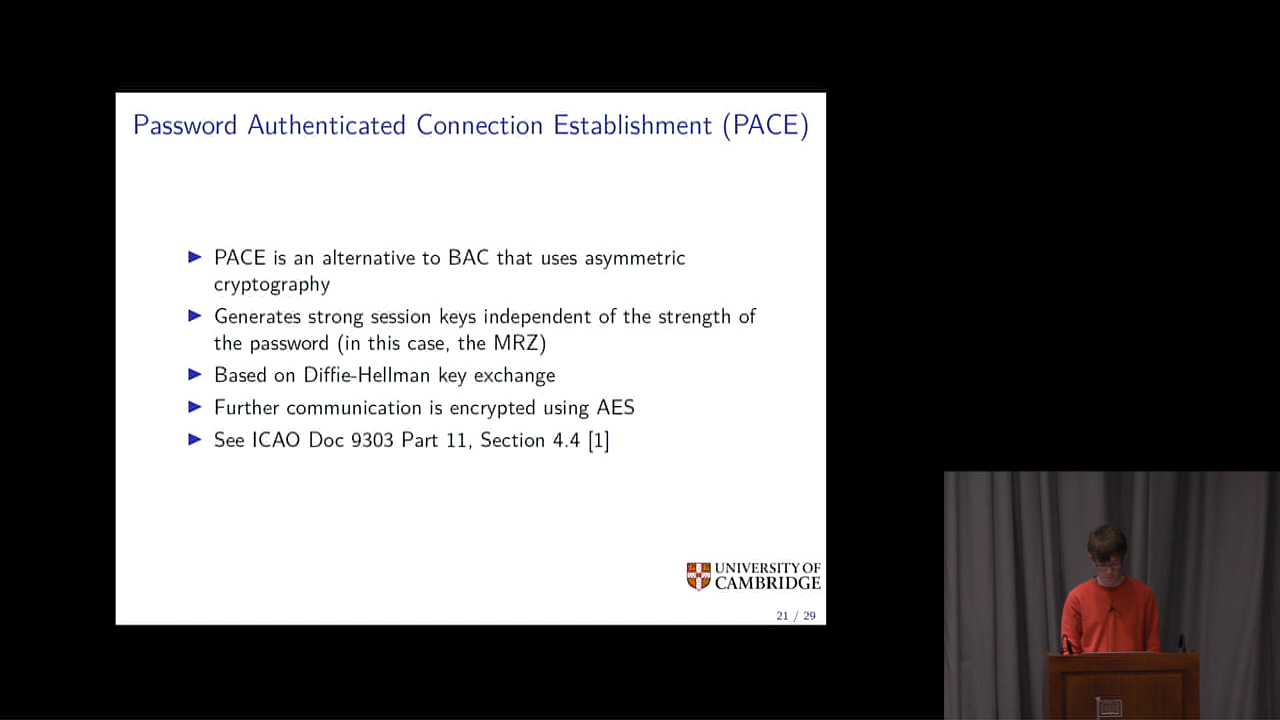 Password Authenticated Connection Establishment (PACE)
▶ PACE is an alternative to BAC that uses asymmetric
cryptography
▶ Generates strong session keys independent of the strength of
the password (in this case, the MRZ)
▶ Based on Diffie-Hellman key exchange
▶ Further communication is encrypted using AES
▶ See ICAO Doc 9303 Part 11, Section 4.4 [1]
UNIVERSITY OF
CAMBRIDGE
21 / 29